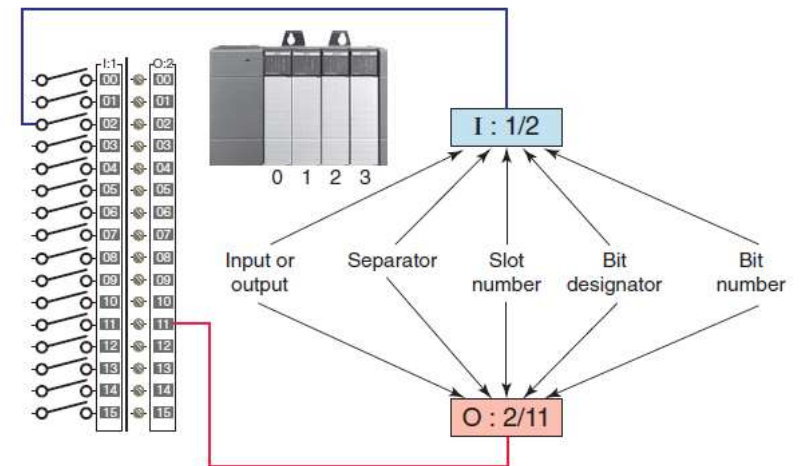 I:1 O:2
00 00
01 01
02 02
03 03
04 04
05 05
06 06
07 07
08 08
09 09
10 10
11 11
12 12
13 13
14 14
15 15
0 1 2 3
I : 1/2
Input or output
Separator
Slot number
Bit designator
Bit number
O : 2/11